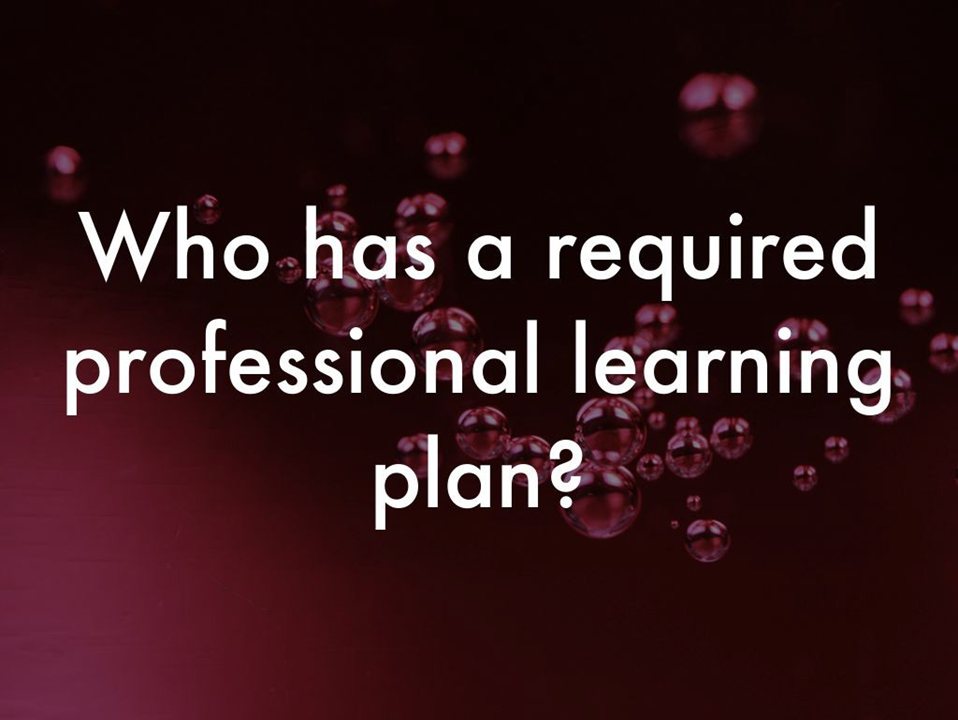 Who has a required
professional learning
plan?